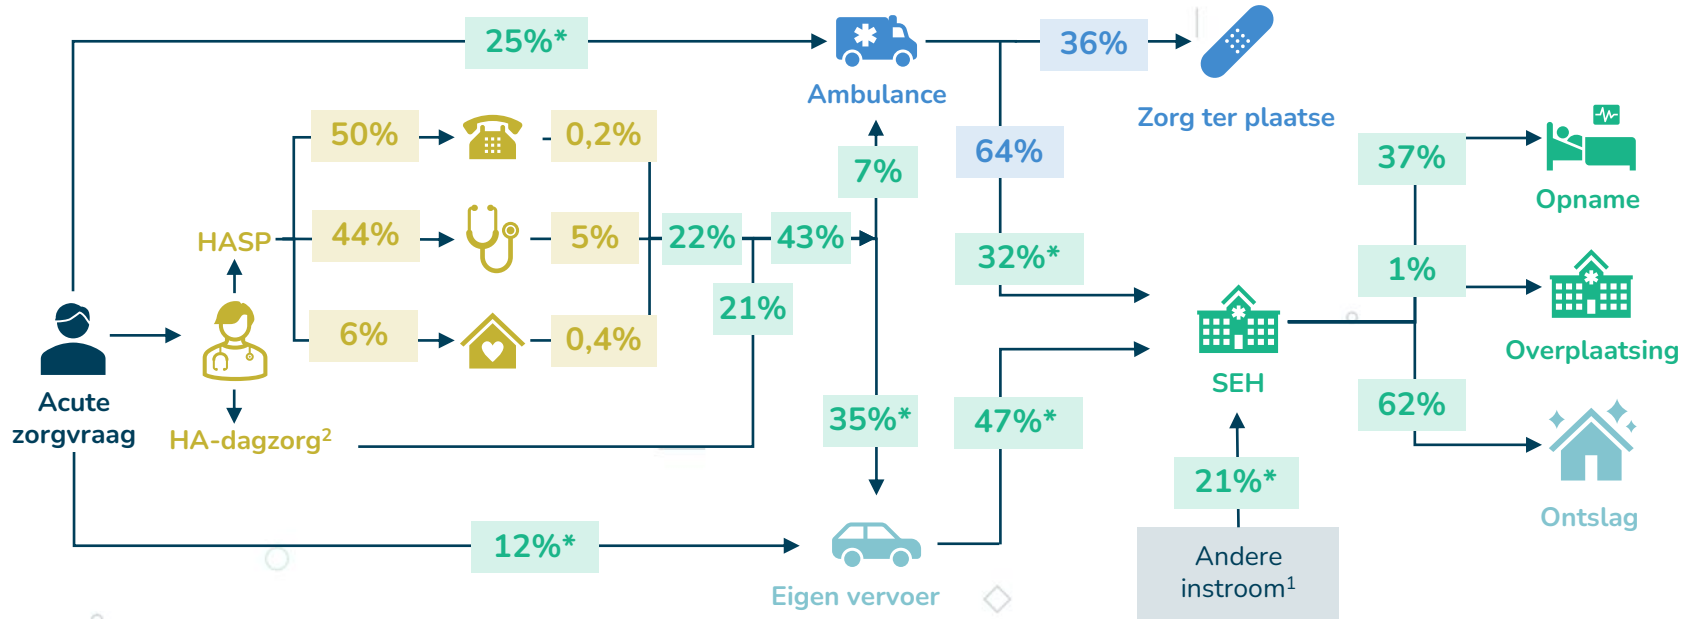 25%*
36%
Ambulance
Zorg ter plaatse
50%
0,2%
64%
7%
37%
Opname
HASP
44%
5%
22%
43%
32%*
1%
21%
6%
0,4%
Overplaatsing
SEH
Acute
zorgvraag
HA-dagzorg²
35%*
47%*
62%
21%*
Ontslag
12%*
Andere
instroom¹
Eigen vervoer